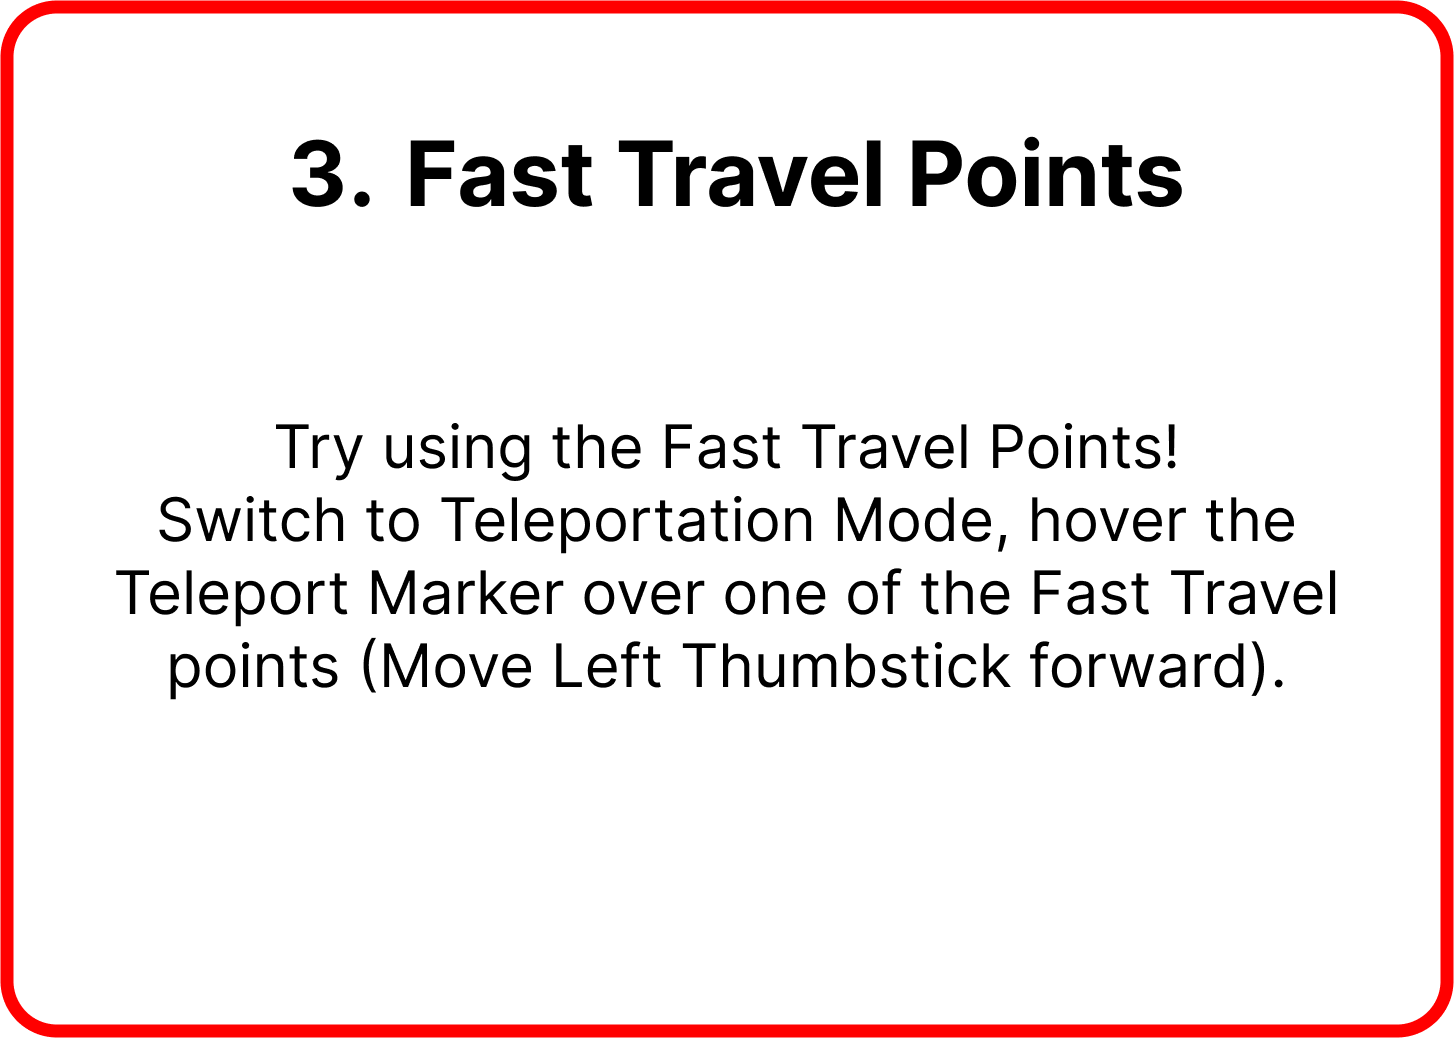 3. Fast Travel Points
Try using the Fast Travel Points!
Switch to Teleportation Mode, hover the
Teleport Marker over one of the Fast Travel
points (Move Left Thumbstick forward).